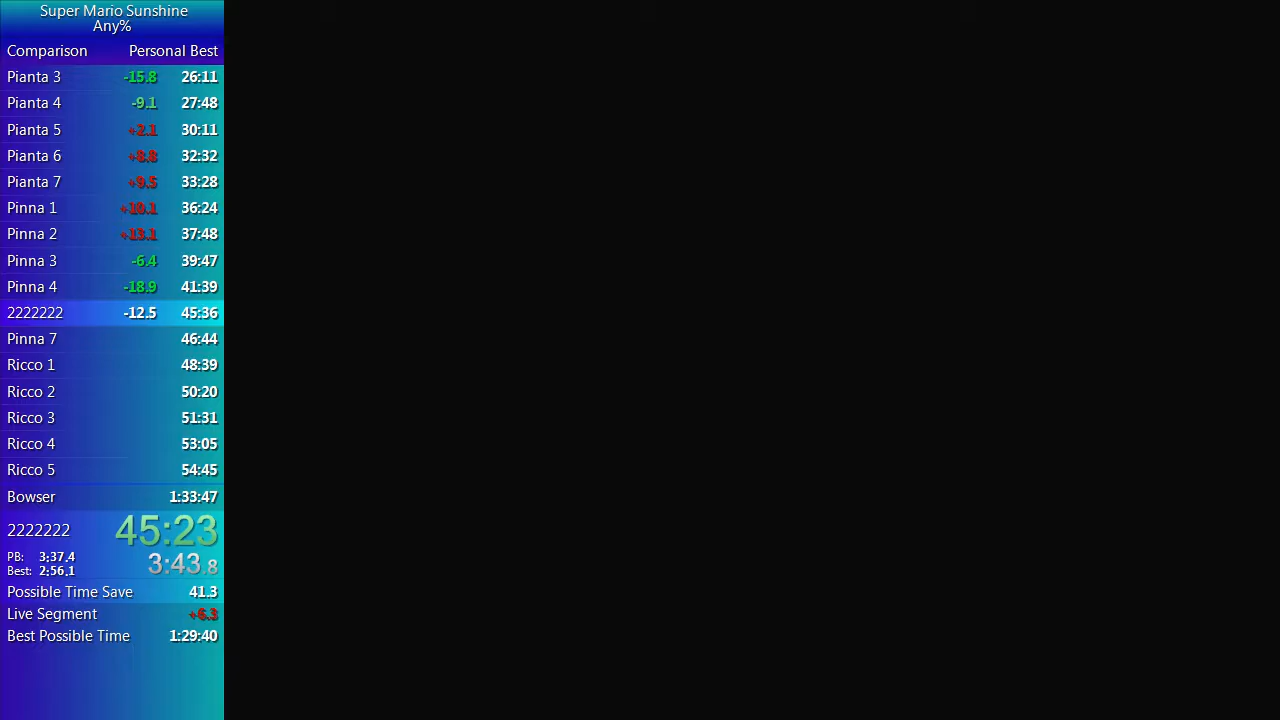 Super Mario Sunshine
Any%
Comparison Personal Best
Pianta 3 -15.8 26:11
Pianta 4 -9.1 27:48
Pianta 5 +2.1 30:11
Pianta 6 +8.8 32:32
Pianta 7 +9.5 33:28
Pinna 1 +10.1 36:24
Pinna 2 +13.1 37:48
Pinna 3 -6.4 39:47
Pinna 4 -18.9 41:39
2222222 -12.5 45:36
Pinna 7 46:44
Ricco 1 48:39
Ricco 2 50:20
Ricco 3 51:31
Ricco 4 53:05
Ricco 5 54:45
Bowser 1:33:47
2222222 45:23
PB: 3:37.4 3:43.8
Best: 2:56.1
Possible Time Save 41.3
Live Segment +6.3
Best Possible Time 1:29:40